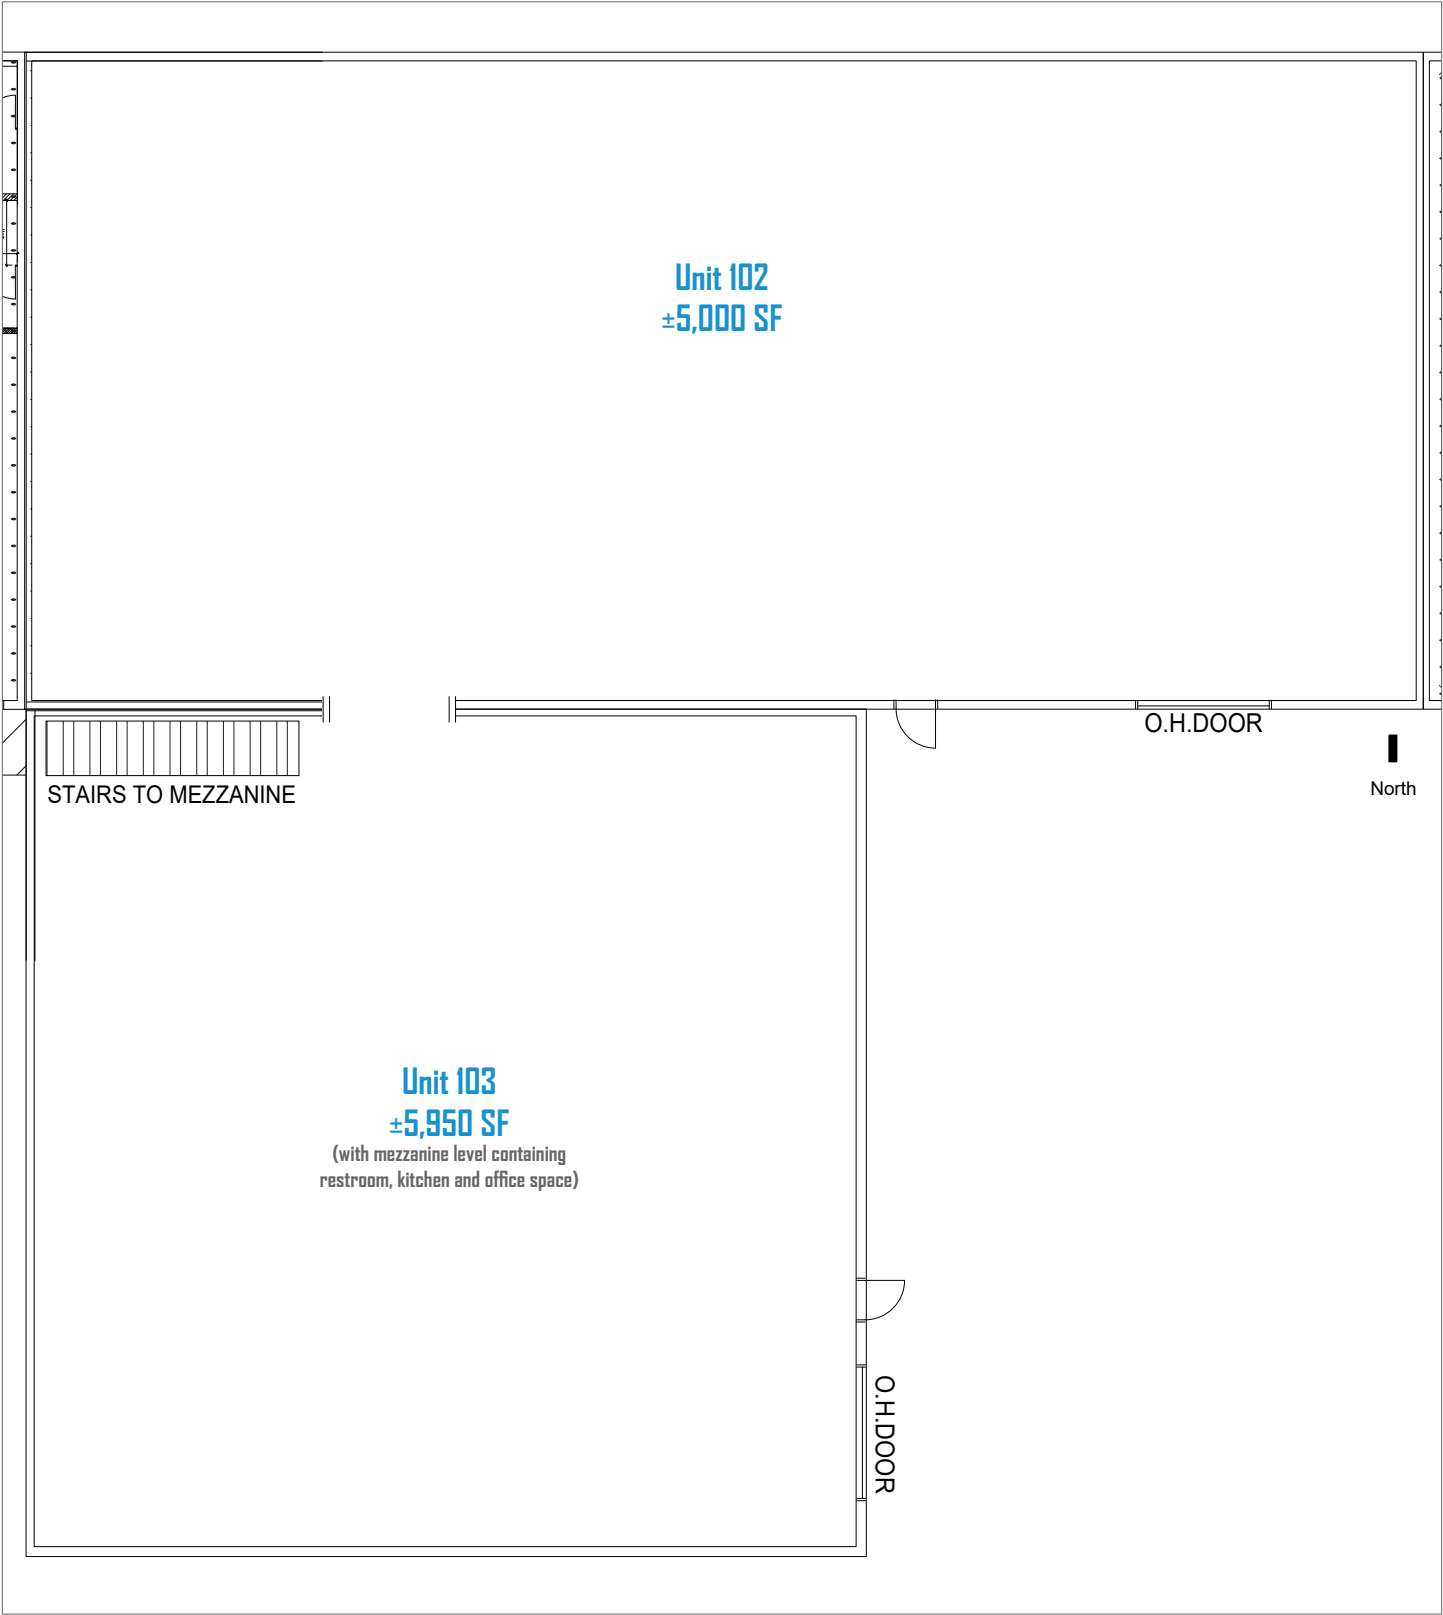 Unit 102
±5,000 SF
O.H.DOOR
North
STAIRS TO MEZZANINE
Unit 103
±5,950 SF
(with mezzanine level containing
restroom, kitchen and office space)
O.H.DOOR